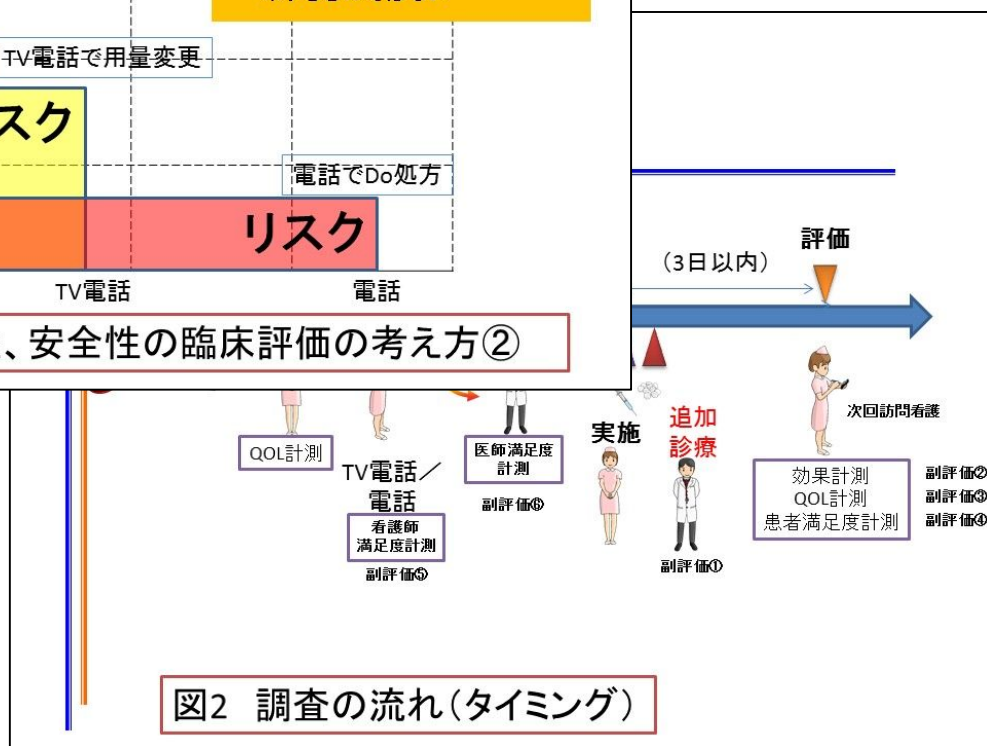 TV電話で用量変更
スク
電話でDo処方
リスク
TV電話
電話
、安全性の臨床評価の考え方②
評価
（3日以内）
次回訪問看護
実施
追加
診療
QOL計測
TV電話／
電話
看護師
満足度計測
副評価⑤
医師満足度
計測
副評価⑥
副評価①
効果計測
QOL計測
患者満足度計測
副評価②
副評価③
副評価④
図2 調査の流れ（タイミング）